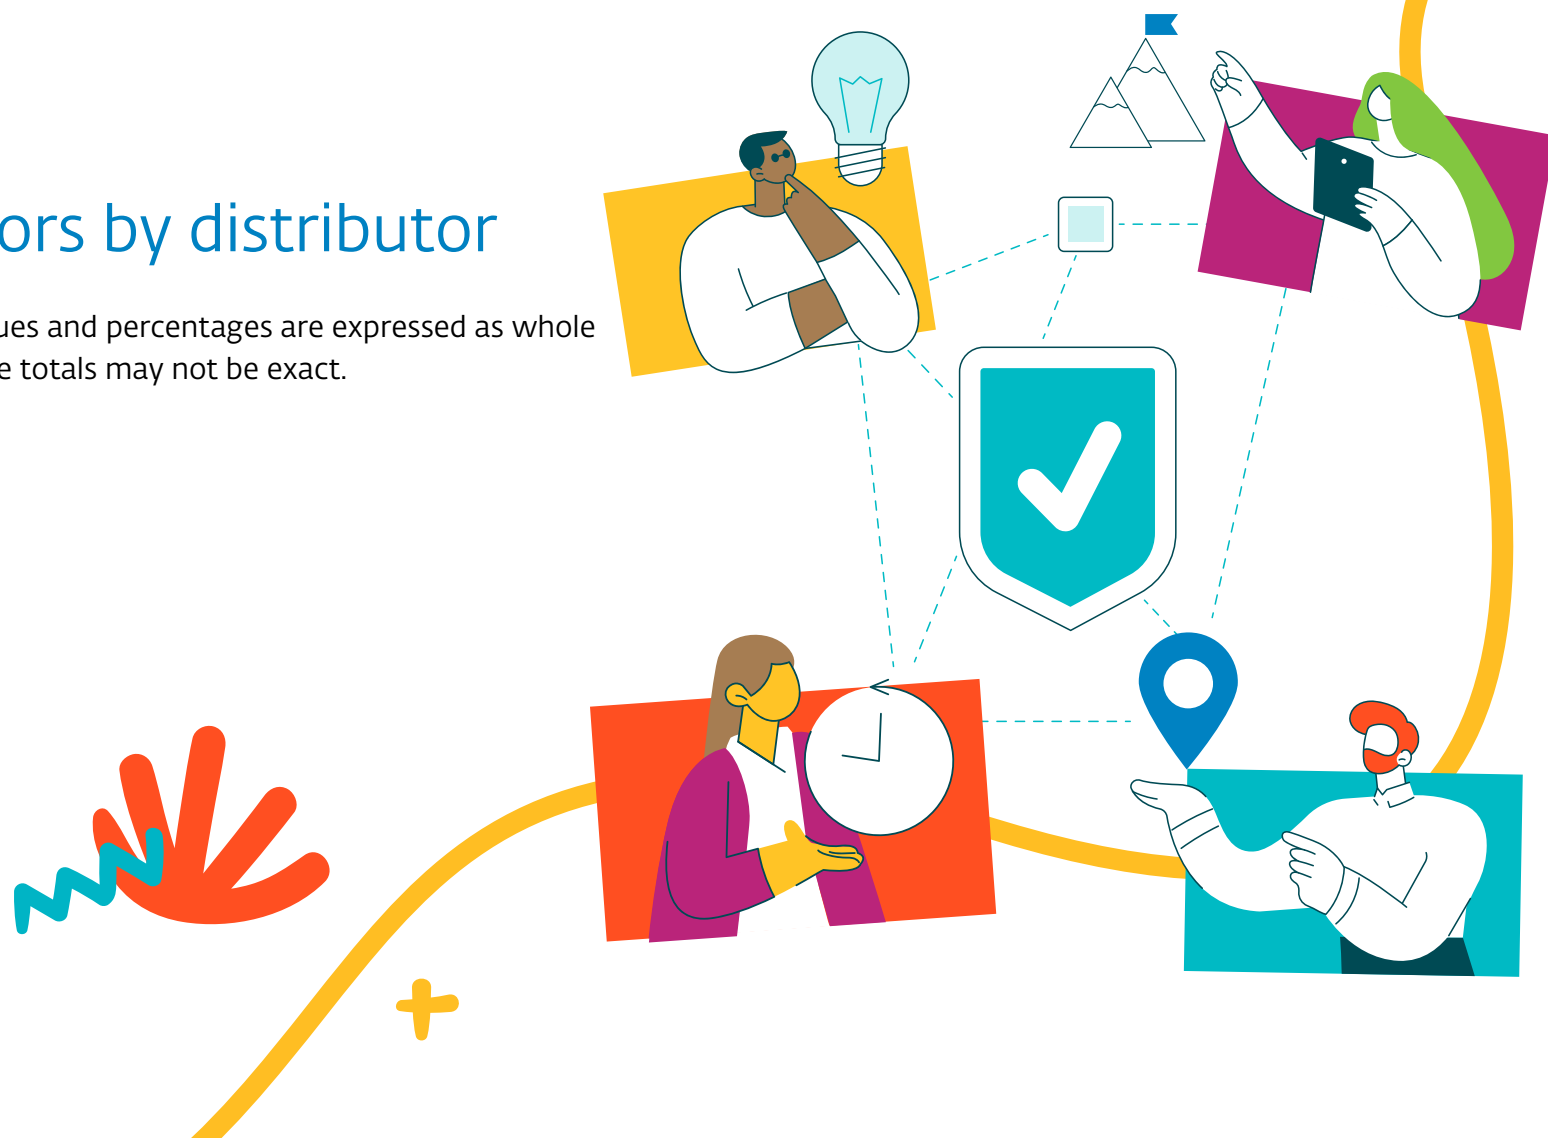 ors by distributor
ues and percentages are expressed as whole
e totals may not be exact.